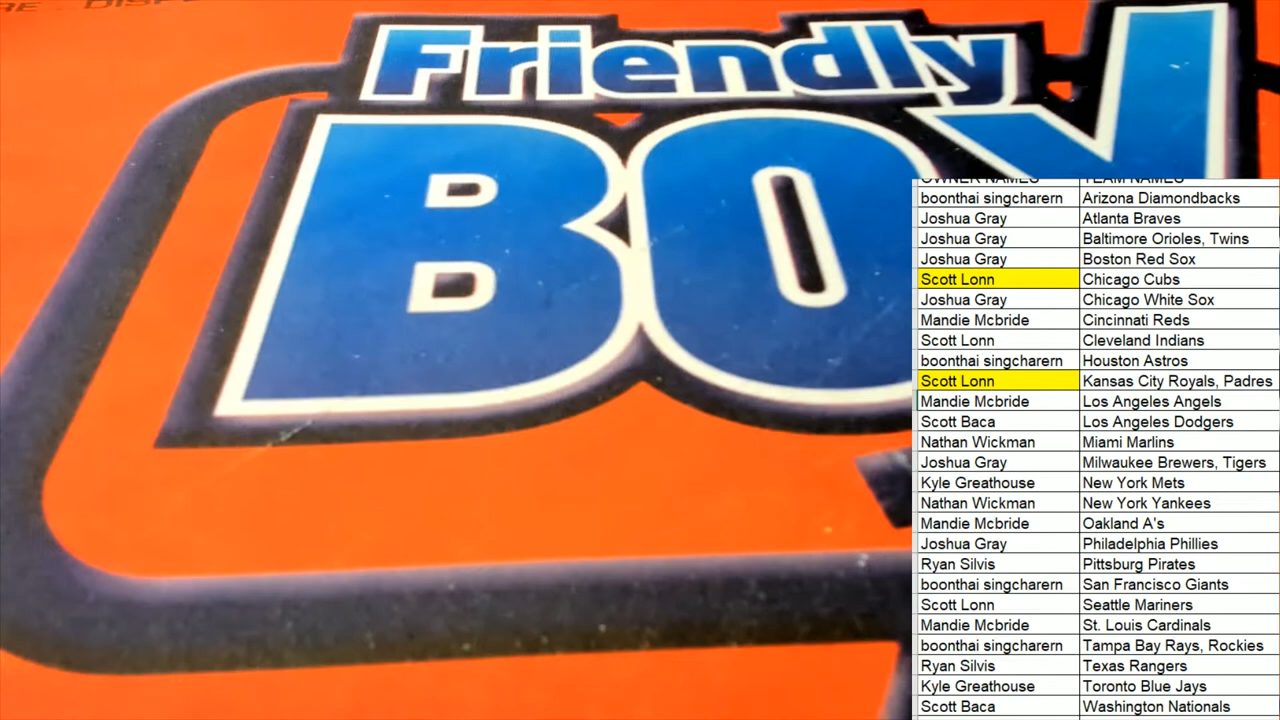 RE - DISP
Friendly
BOY
OWNER NAMES TEAM NAMES
boonthai singcharern Arizona Diamondbacks
Joshua Gray Atlanta Braves
Joshua Gray Baltimore Orioles, Twins
Joshua Gray Boston Red Sox
Scott Lonn Chicago Cubs
Joshua Gray Chicago White Sox
Mandie Mcbride Cincinnati Reds
Scott Lonn Cleveland Indians
boonthai singcharern Houston Astros
Scott Lonn Kansas City Royals, Padres
Mandie Mcbride Los Angeles Angels
Scott Baca Los Angeles Dodgers
Nathan Wickman Miami Marlins
Joshua Gray Milwaukee Brewers, Tigers
Kyle Greathouse New York Mets
Nathan Wickman New York Yankees
Mandie Mcbride Oakland A's
Joshua Gray Philadelphia Phillies
Ryan Silvis Pittsburg Pirates
boonthai singcharern San Francisco Giants
Scott Lonn Seattle Mariners
Mandie Mcbride St. Louis Cardinals
boonthai singcharern Tampa Bay Rays, Rockies
Ryan Silvis Texas Rangers
Kyle Greathouse Toronto Blue Jays
Scott Baca Washington Nationals